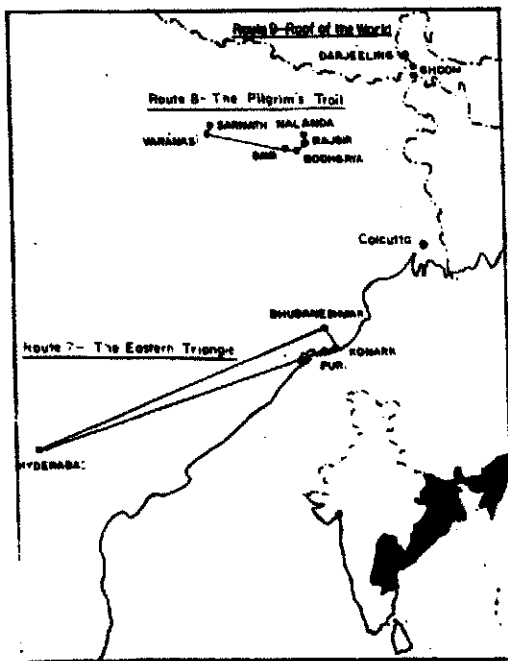 Route 9-Roof of the World
DARJEELING
GHOOM
Route 8- The Pilgrim's Trail
SARNATH NALANDA
VARANASI
RAJGIR
GAYA
BODHGAYA
Calcutta
BHUBANESHWAR
Route 7- The Eastern Triangle
KONARK
PURI
HYDERABAD